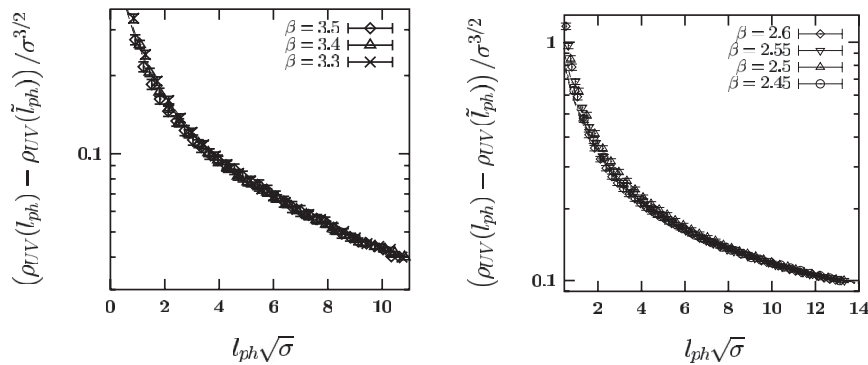 (ρ_UV(l_ph) − ρ_UV(l̃_ph)) /σ^3/2
β = 3.5
β = 3.4
β = 3.3
0.1
0 2 4 6 8 10
l_ph√σ
(ρ_UV(l_ph) − ρ_UV(l̃_ph)) /σ^3/2
β = 2.6
β = 2.55
β = 2.5
β = 2.45
1
0.1
2 4 6 8 10 12 14
l_ph√σ